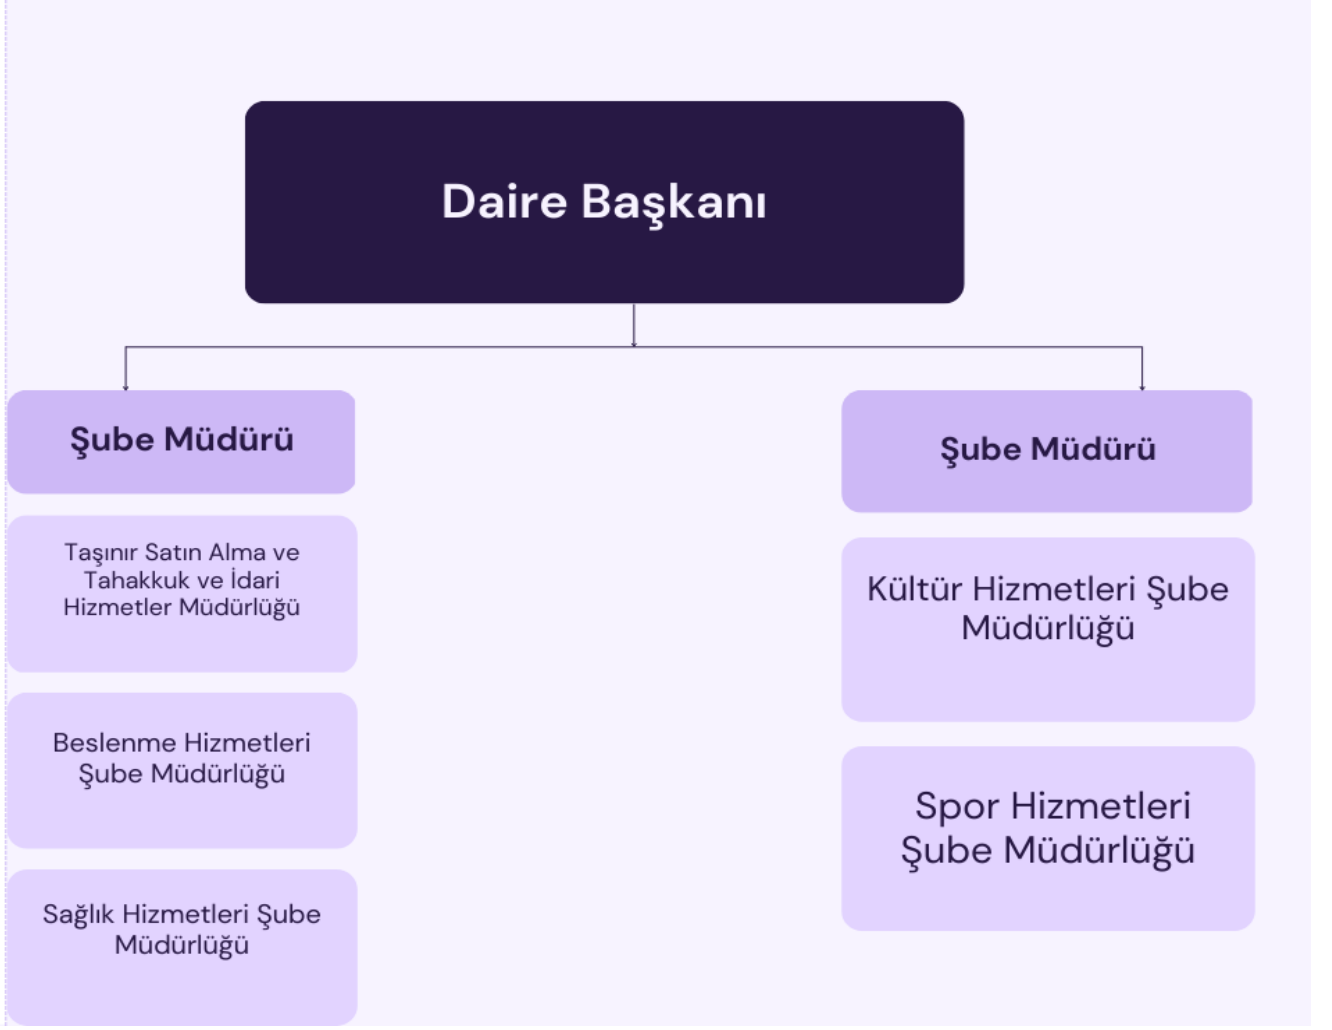 Daire Başkanı
Şube Müdürü
Taşınır Satın Alma ve
Tahakkuk ve İdari
Hizmetler Müdürlüğü
Beslenme Hizmetleri
Şube Müdürlüğü
Sağlık Hizmetleri Şube
Müdürlüğü
Şube Müdürü
Kültür Hizmetleri Şube
Müdürlüğü
Spor Hizmetleri
Şube Müdürlüğü